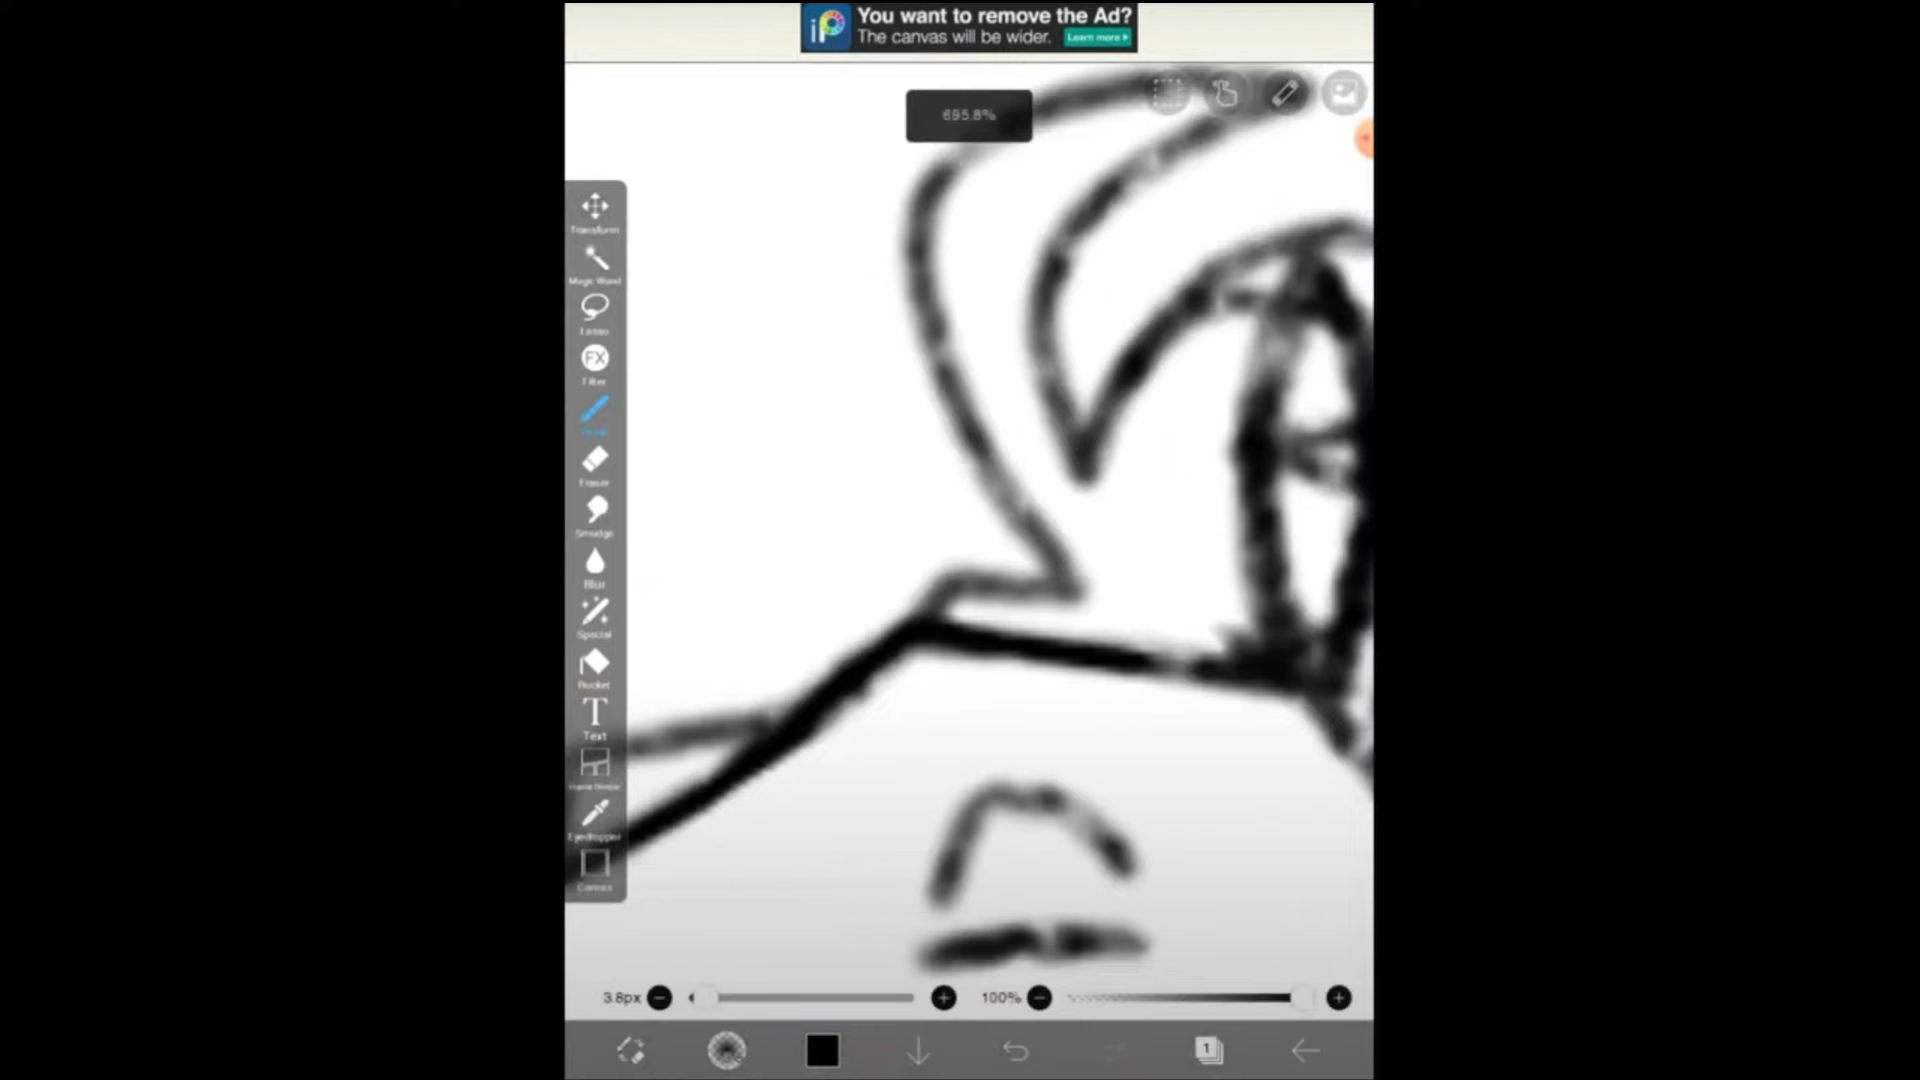 iP
You want to remove the Ad?
The canvas will be wider.
Learn more
695.8%
Transform
Magic Wand
Lasso
FX
Filter
Eraser
Smudge
Blur
Special
Bucket
T
Text
Eyedropper
Canvas
3.8px
100%
1